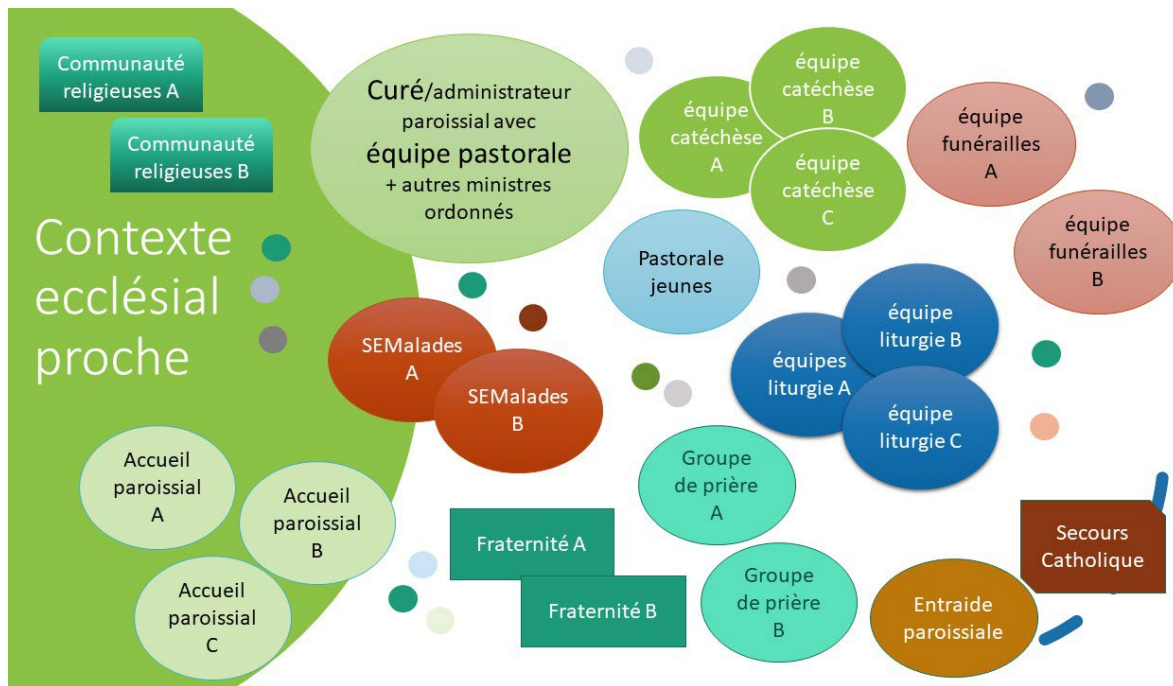 Communauté
religieuses A
Communauté
religieuses B
Contexte
ecclésial
proche
Curé/administrateur
paroissial avec
équipe pastorale
+ autres ministres
ordonnés
équipe
catéchèse
A
équipe
catéchèse
B
équipe
catéchèse
C
équipe
funérailles
A
équipe
funérailles
B
Pastorale
jeunes
SEMalades
A
SEMalades
B
équipes
liturgie A
équipe
liturgie B
équipe
liturgie C
Accueil
paroissial
A
Accueil
paroissial
B
Accueil
paroissial
C
Fraternité A
Fraternité B
Groupe
de prière
A
Groupe
de prière
B
Entraide
paroissiale
Secours
Catholique